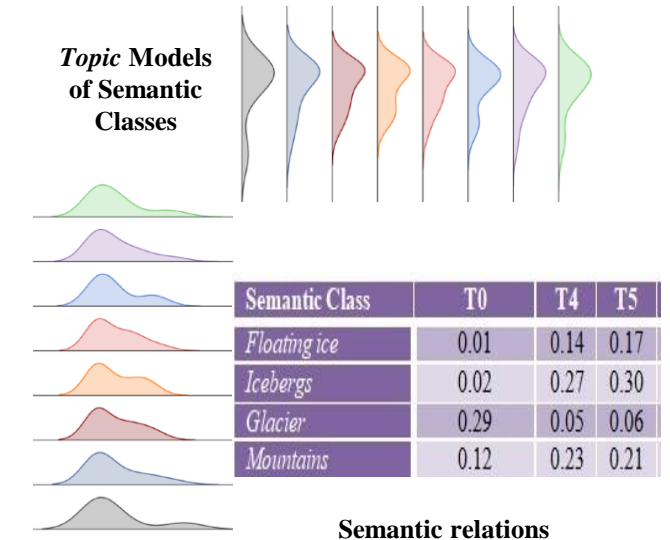 Topic Models
of Semantic
Classes
Semantic Class T0 T4 T5
Floating ice 0.01 0.14 0.17
Icebergs 0.02 0.27 0.30
Glacier 0.29 0.05 0.06
Mountains 0.12 0.23 0.21
Semantic relations